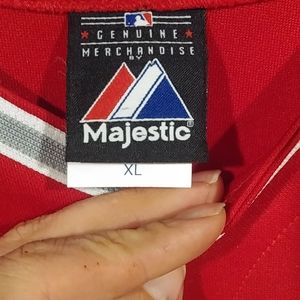 GENUINE
MERCHANDISE
BY
Majestic®
XL